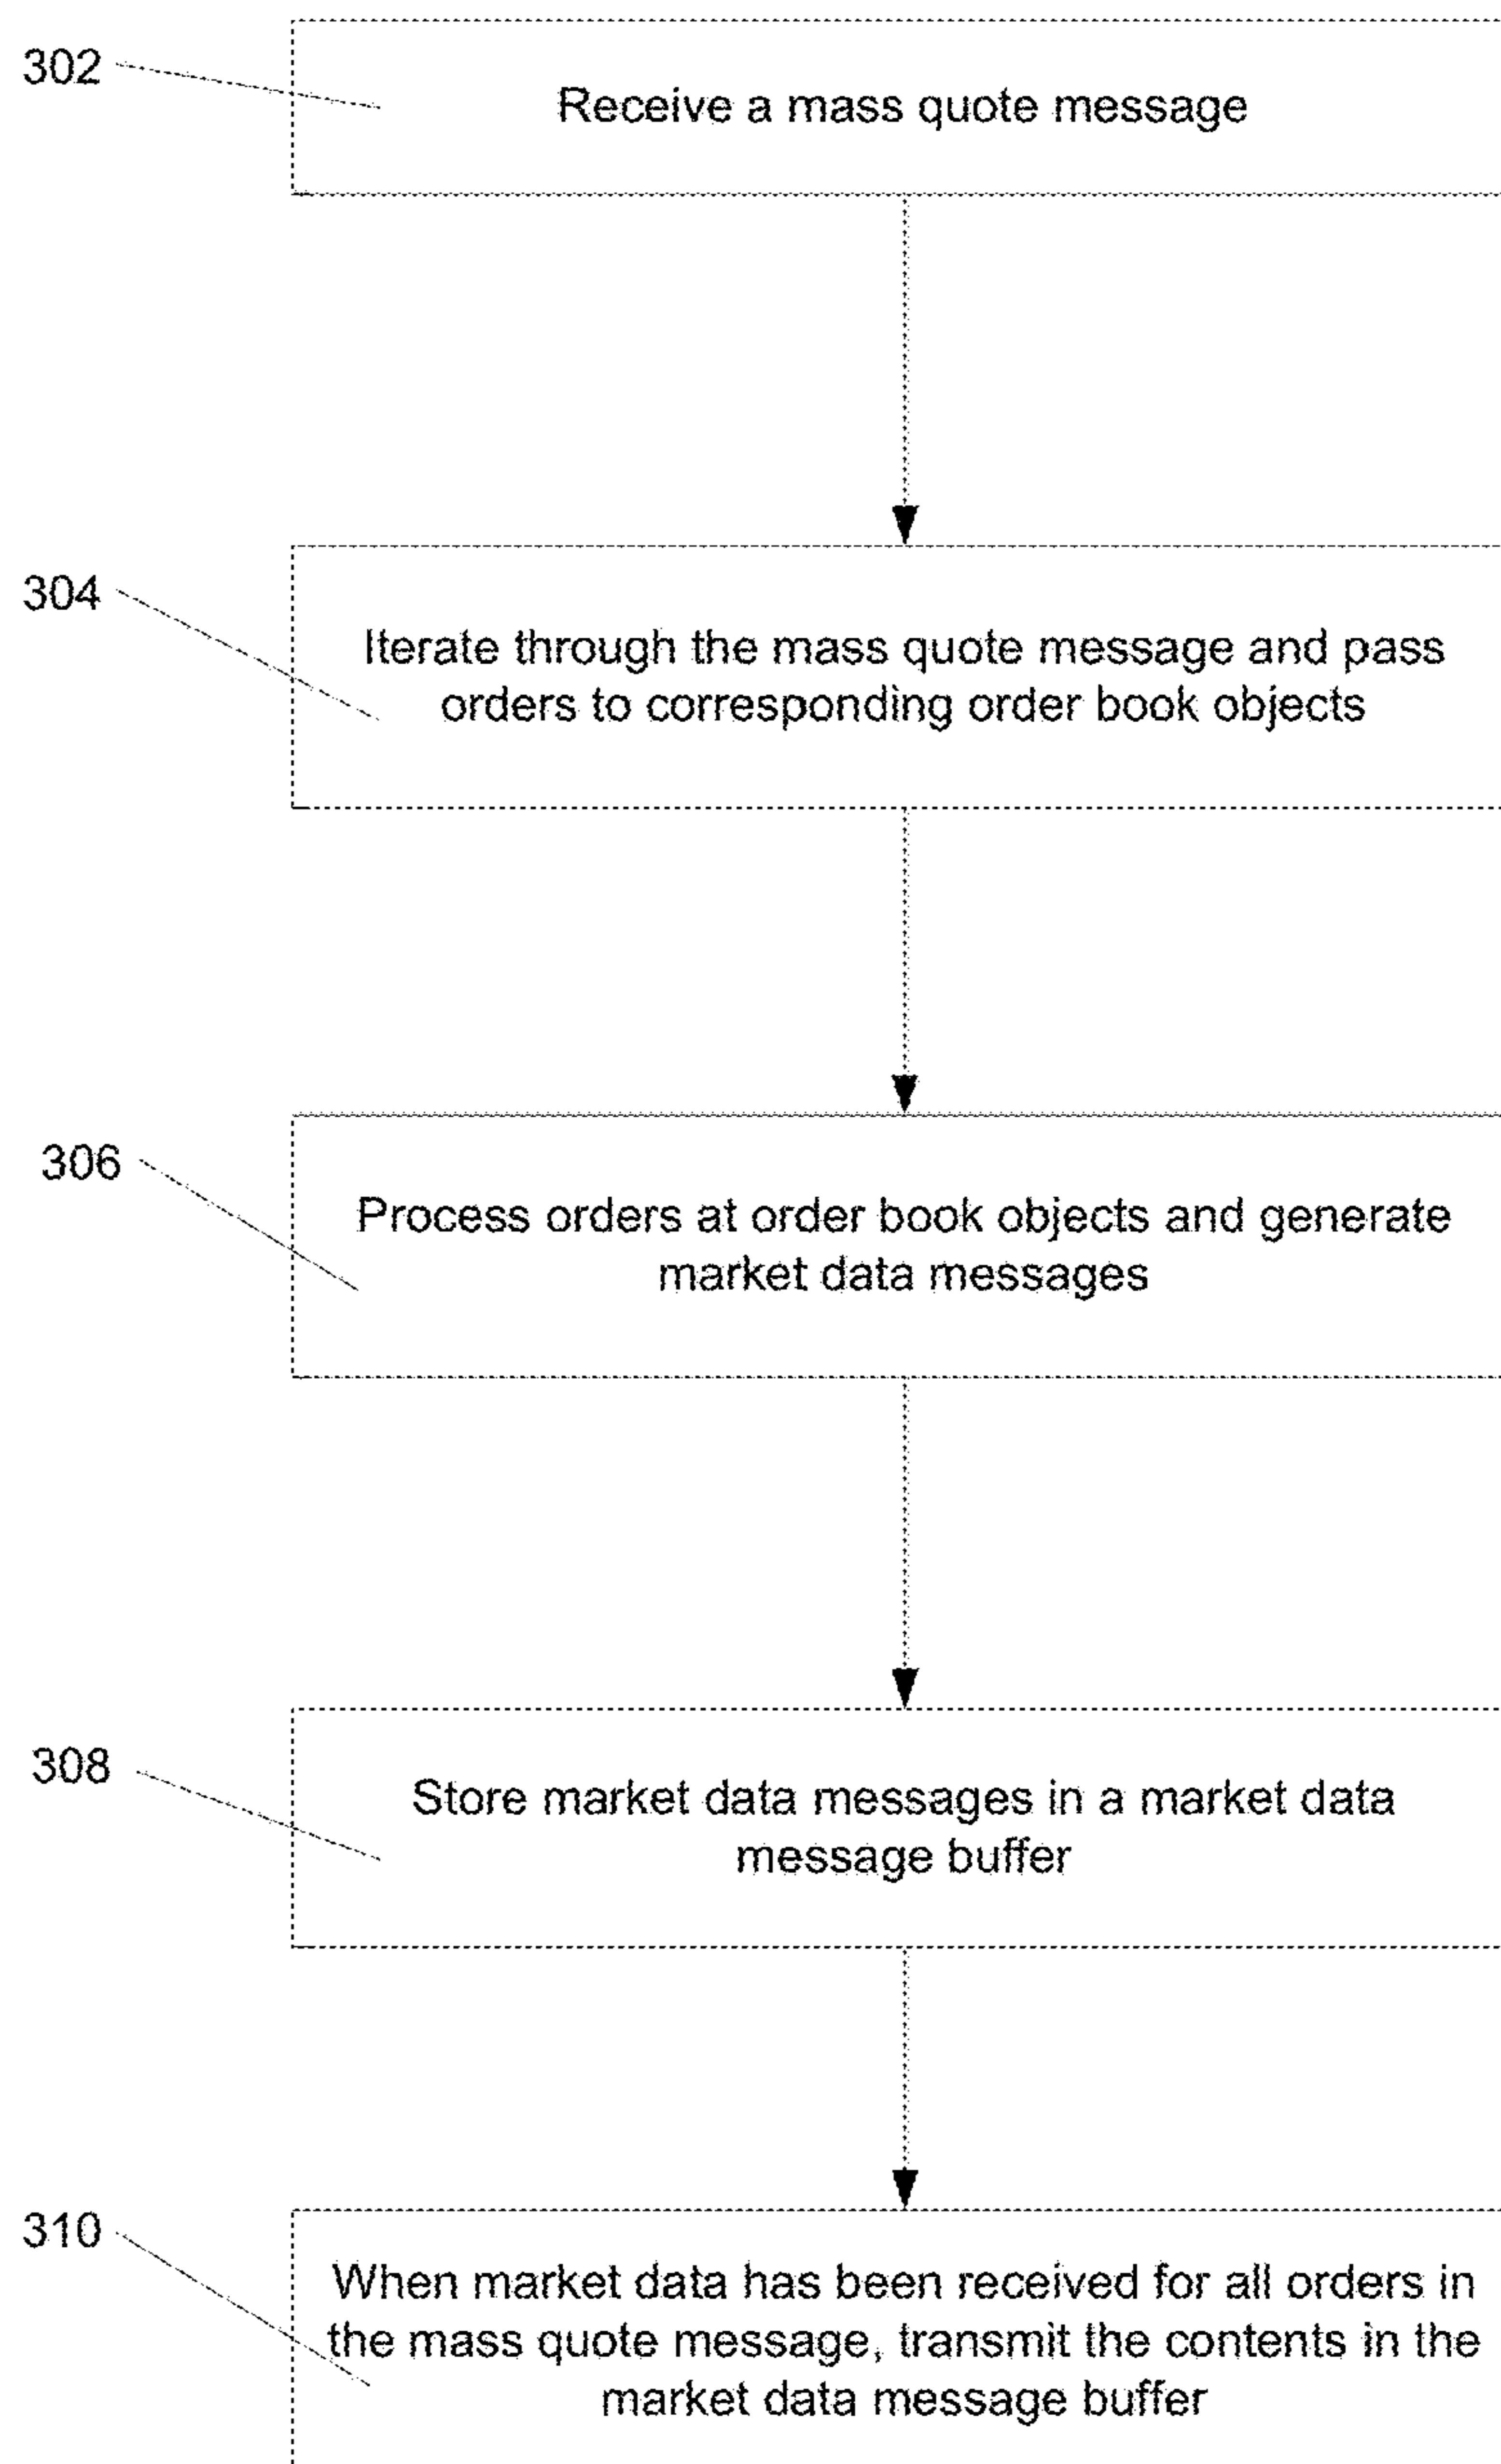 302
Receive a mass quote message
304
Iterate through the mass quote message and pass
orders to corresponding order book objects
306
Process orders at order book objects and generate
market data messages
308
Store market data messages in a market data
message buffer
310
When market data has been received for all orders in
the mass quote message, transmit the contents in the
market data message buffer